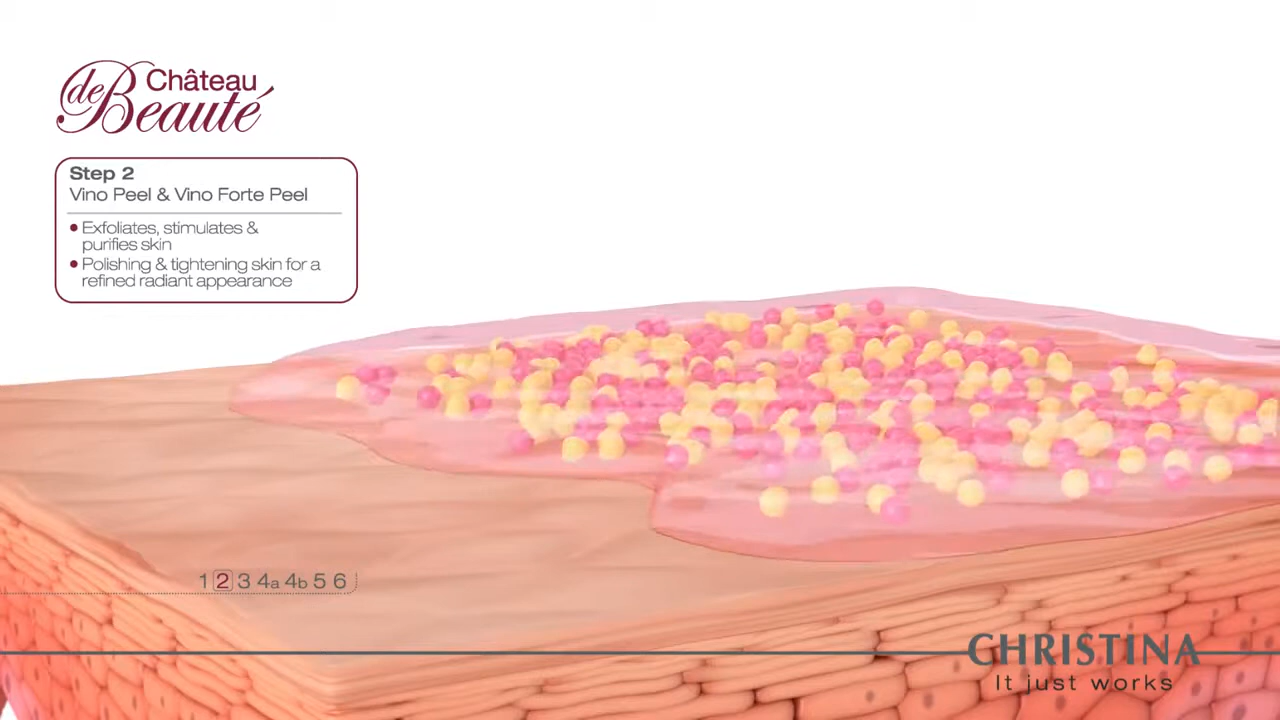 de Château
Beauté
Step 2
Vino Peel & Vino Forte Peel
• Exfoliates, stimulates &
purifies skin
• Polishing & tightening skin for a
refined radiant appearance
1 2 3 4a 4b 5 6
CHRISTINA
It just works